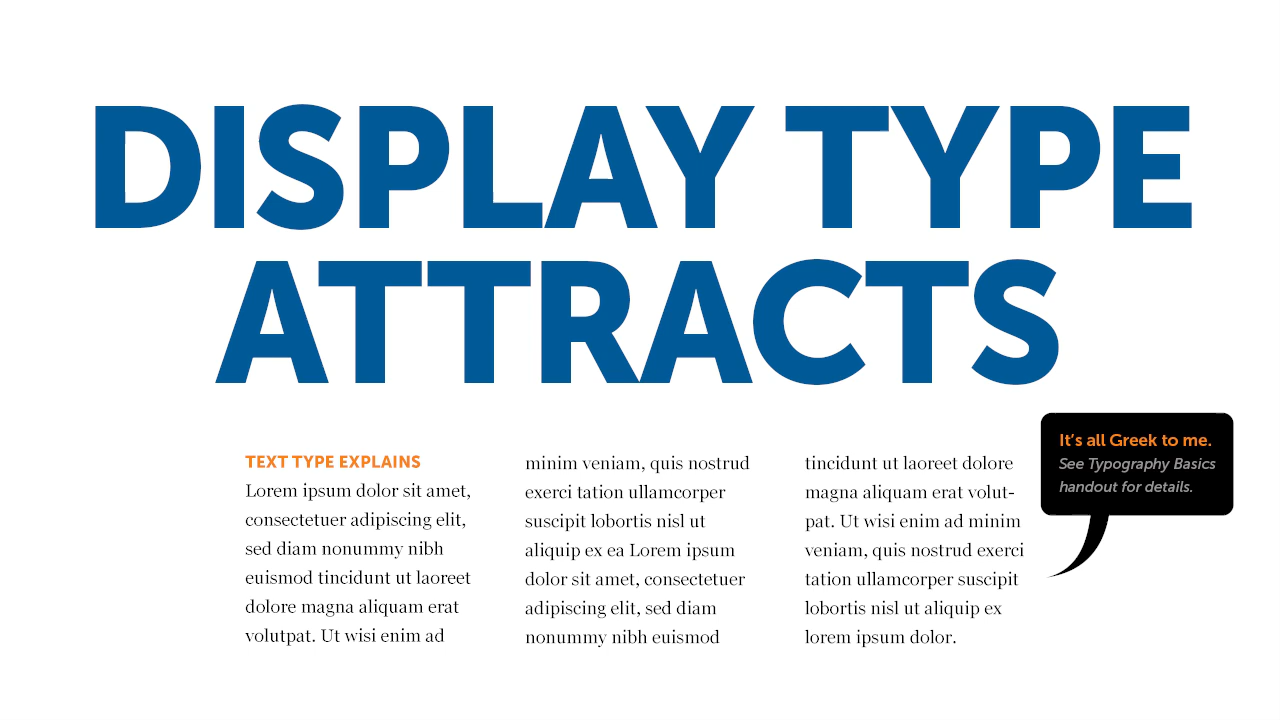 DISPLAY TYPE
ATTRACTS
TEXT TYPE EXPLAINS
Lorem ipsum dolor sit amet,
consectetuer adipiscing elit,
sed diam nonummy nibh
euismod tincidunt ut laoreet
dolore magna aliquam erat
volutpat. Ut wisi enim ad
minim veniam, quis nostrud
exerci tation ullamcorper
suscipit lobortis nisl ut
aliquip ex ea Lorem ipsum
dolor sit amet, consectetuer
adipiscing elit, sed diam
nonummy nibh euismod
tincidunt ut laoreet dolore
magna aliquam erat volut-
pat. Ut wisi enim ad minim
veniam, quis nostrud exerci
tation ullamcorper suscipit
lobortis nisl ut aliquip ex
lorem ipsum dolor.
It’s all Greek to me.
See Typography Basics
handout for details.